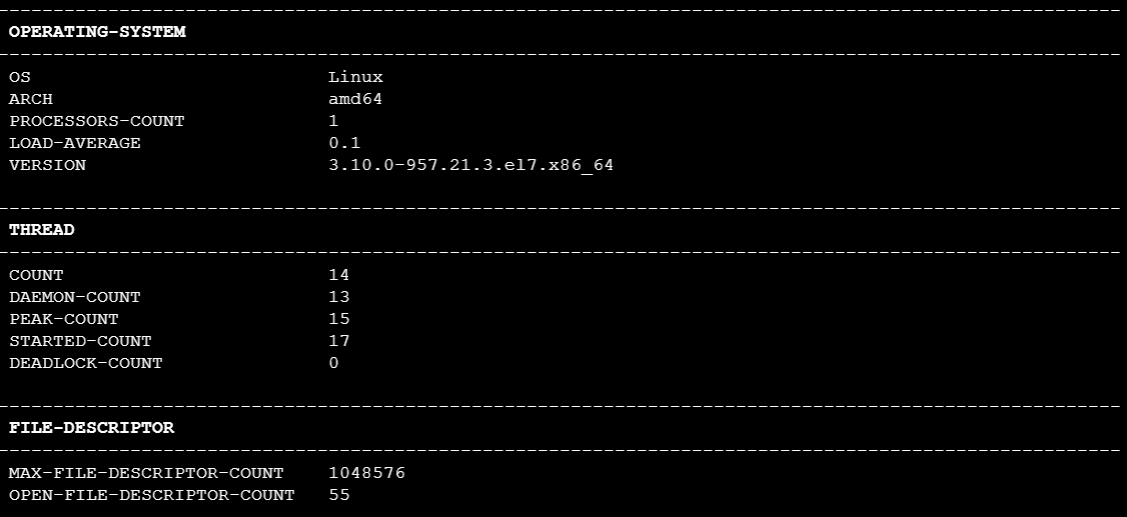 OPERATING-SYSTEM
OS Linux
ARCH amd64
PROCESSORS-COUNT 1
LOAD-AVERAGE 0.1
VERSION 3.10.0-957.21.3.el7.x86_64
THREAD
COUNT 14
DAEMON-COUNT 13
PEAK-COUNT 15
STARTED-COUNT 17
DEADLOCK-COUNT 0
FILE-DESCRIPTOR
MAX-FILE-DESCRIPTOR-COUNT 1048576
OPEN-FILE-DESCRIPTOR-COUNT 55